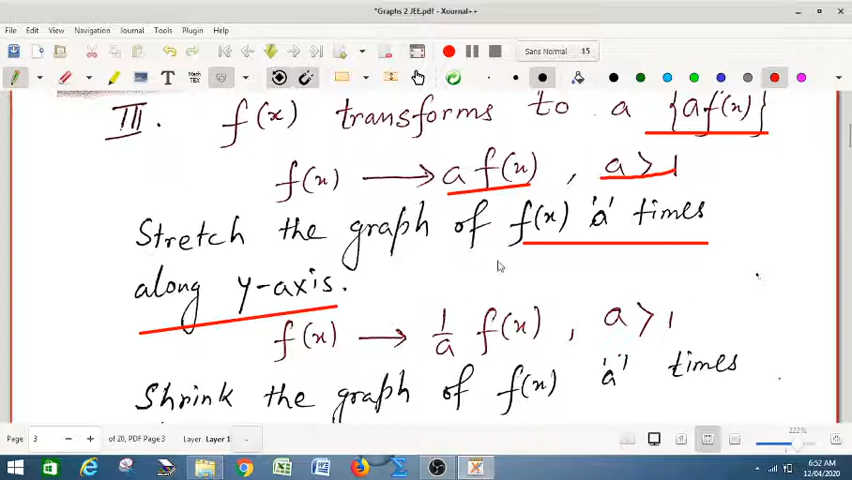 *Graphs 2 JEE.pdf - Xournal++
File Edit View Navigation Journal Tools Plugin Help
Sans Normal 15
III. f(x) transforms to a {af(x)}
f(x) ⟶ a f(x), a > 1
Stretch the graph of f(x) 'a' times
along y-axis.
f(x) ⟶ 1/a f(x), a > 1
Shrink the graph of f(x) 'a' times
Page 3 of 20, PDF Page 3 Layer: Layer 1
222%
6:52 AM
12/04/2020